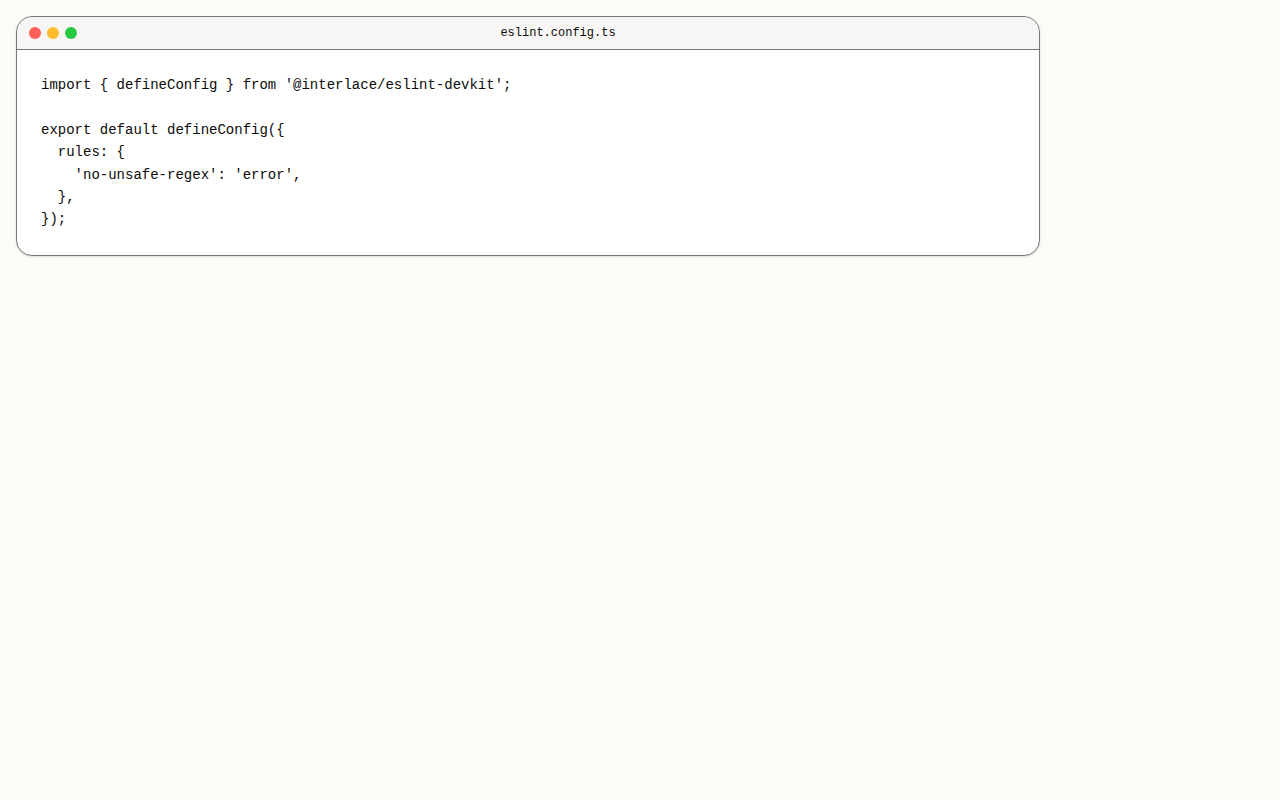 eslint.config.ts
import { defineConfig } from '@interlace/eslint-devkit';

export default defineConfig({
  rules: {
    'no-unsafe-regex': 'error',
  },
});